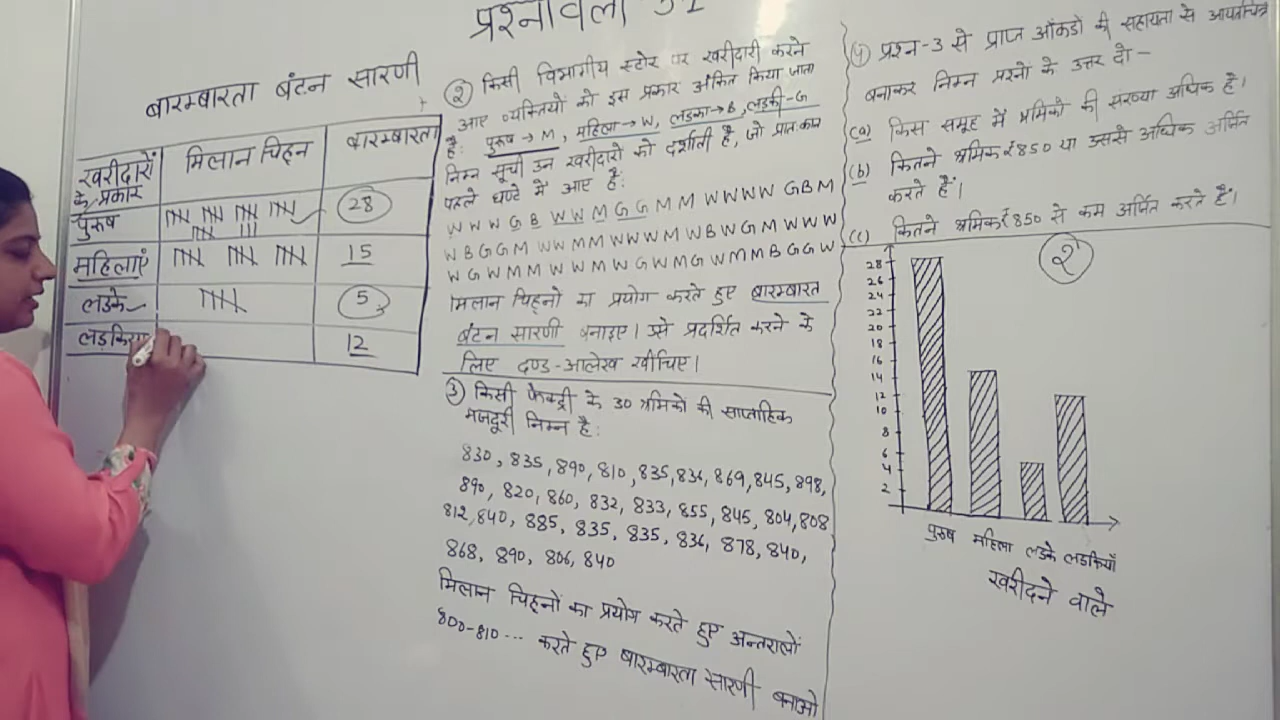 प्रश्नावली
बारम्बारता बंटन सारणी
खरीदारों के प्रकार मिलान चिह्न बारम्बारता
पुरुष 28
महिलाएं 15
लडके 5
लड़किया 12
② किसी विभागीय स्टोर पर खरीदारी करने
आए व्यक्तियों को इस प्रकार अंकित किया जाता
है: पुरुष → M, महिला → W, लडका → B, लड़की - G
निम्न सूची उन खरीदारों को दर्शाती है, जो प्रातःकाल
पहले घण्टे में आए हैं:
W W W G B W W M G G M M W W W W G B M
W B G G M W W M M W W W M W B W G M W W W
W G W M M W W M W G W M G W M M B G G W
मिलान चिह्नों का प्रयोग करते हुए बारम्बारता
बंटन सारणी बनाइए। उसे प्रदर्शित करने के
लिए दण्ड-आलेख खींचिए।
③ किसी फैक्ट्री के 30 श्रमिकों की साप्ताहिक
मजदूरी निम्न है:
830, 835, 890, 810, 835, 836, 869, 845, 898,
890, 820, 860, 832, 833, 855, 845, 804, 808
812, 840, 885, 835, 835, 836, 878, 840,
868, 890, 806, 840
मिलान चिह्नों का प्रयोग करते हुए अन्तरालों
800-810 ... करते हुए बारम्बारता सारणी बनाओ
(4) प्रश्न-3 से प्राप्त आँकडो की सहायता से आयतचित्र
बनाकर निम्न प्रश्नों के उत्तर दो -
(a) किस समूह में श्रमिकों की संख्या अधिक है।
(b) कितने श्रमिक ₹850 या उससे अधिक अर्जित
करते हैं।
(c) कितने श्रमिक ₹850 से कम अर्जित करते हैं।
2
28
26
24
22
20
18
16
14
12
10
8
6
4
2
पुरुष महिला लडके लडकियाँ
खरीदने वाले